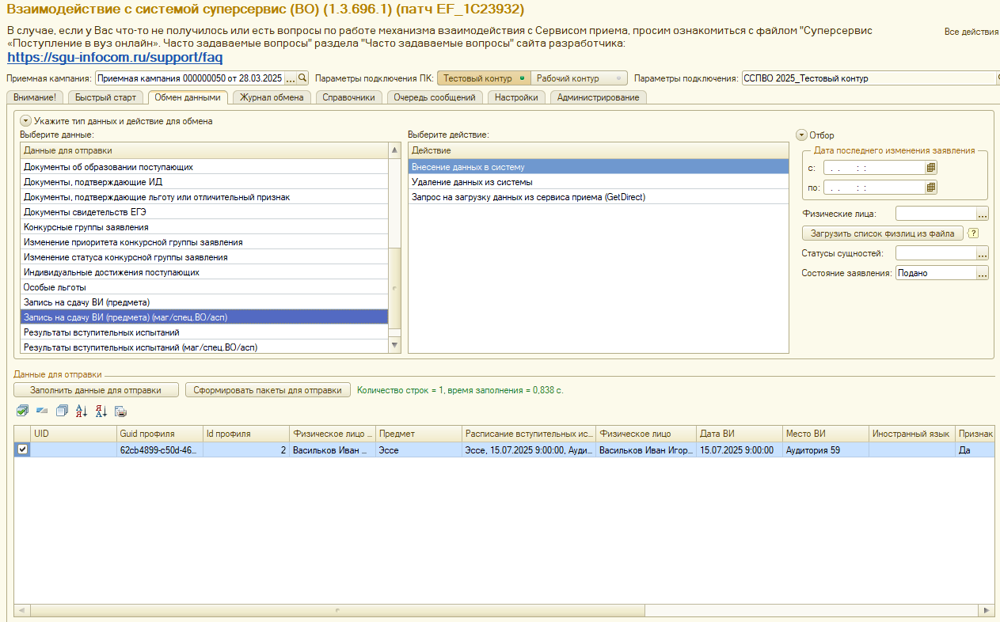 Взаимодействие с системой суперсервис (ВО) (1.3.696.1) (патч EF_1C23932)
В случае, если у Вас что-то не получилось или есть вопросы по работе механизма взаимодействия с Сервисом приема, просим ознакомиться с файлом "Суперсервис
«Поступление в вуз онлайн». Часто задаваемые вопросы" раздела "Часто задаваемые вопросы" сайта разработчика:
Все действия
https://sgu-infocom.ru/support/faq
Приемная кампания: Приемная кампания 000000050 от 28.03.2025 ... Параметры подключения ПК: Тестовый контур Рабочий контур Параметры подключения: ССПВО 2025_Тестовый контур
Внимание! Быстрый старт Обмен данными Журнал обмена Справочники Очередь сообщений Настройки Администрирование
Укажите тип данных и действие для обмена
Выберите данные:
Данные для отправки
Документы об образовании поступающих
Документы, подтверждающие ИД
Документы, подтверждающие льготу или отличительный признак
Документы свидетельств ЕГЭ
Конкурсные группы заявления
Изменение приоритета конкурсной группы заявления
Изменение статуса конкурсной группы заявления
Индивидуальные достижения поступающих
Особые льготы
Запись на сдачу ВИ (предмета)
Запись на сдачу ВИ (предмета) (маг/спец.ВО/асп)
Результаты вступительных испытаний
Результаты вступительных испытаний (маг/спец.ВО/асп)
Выберите действие:
Действие
Внесение данных в систему
Удаление данных из системы
Запрос на загрузку данных из сервиса приема (GetDirect)
Отбор
Дата последнего изменения заявления
с: . . : :
по: . . : :
Физические лица: ...
Загрузить список физлиц из файла ?
Статусы сущностей: ...
Состояние заявления: Подано ...
Данные для отправки
Заполнить данные для отправки Сформировать пакеты для отправки Количество строк = 1, время заполнения = 0,838 с.
UID Guid профиля Id профиля Физическое лицо ... Предмет Расписание вступительных ис... Физическое лицо Дата ВИ Место ВИ Иностранный язык Признак
62cb4899-c50d-46... 2 Васильков Иван ... Эссе Эссе, 15.07.2025 9:00:00, Ауди... Васильков Иван Игор... 15.07.2025 9:00:00 Аудитория 59 Да